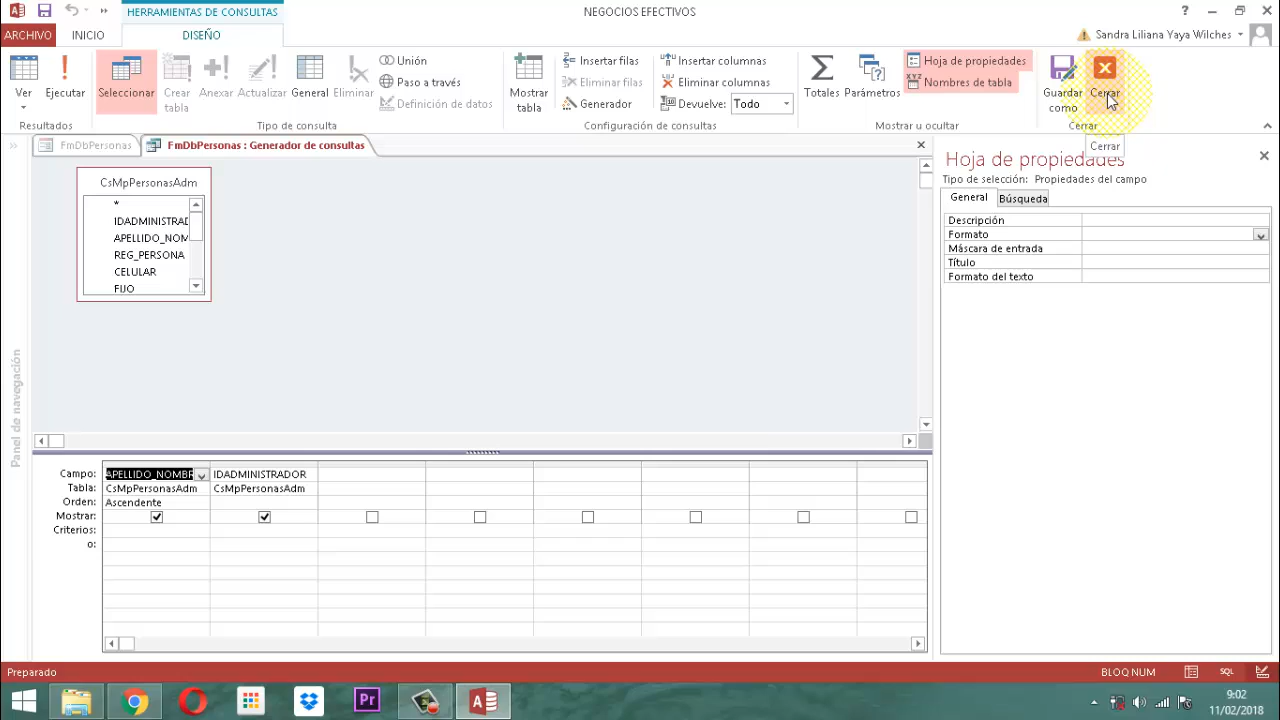 HERRAMIENTAS DE CONSULTAS
NEGOCIOS EFECTIVOS
?
ARCHIVO
INICIO
DISEÑO
Sandra Liliana Yaya Wilches
Ver
Ejecutar
Resultados
Seleccionar
Crear tabla
Anexar
Actualizar
General
Unión
Paso a través
Definición de datos
Tipo de consulta
Mostrar tabla
Insertar filas
Eliminar filas
Generador
Insertar columnas
Eliminar columnas
Devuelve: Todo
Configuración de consultas
Totales
Parámetros
Hoja de propiedades
XYZ Nombres de tabla
Mostrar u ocultar
Guardar como
Cerrar
Cerrar
Cerrar
FmDbPersonas
FmDbPersonas : Generador de consultas
CsMpPersonasAdm
*
IDADMINISTRAD
APELLIDO_NOM
REG_PERSONA
CELULAR
FIJO
Hoja de propiedades
Tipo de selección: Propiedades del campo
General
Búsqueda
Descripción
Formato
Máscara de entrada
Título
Formato del texto
Panel de navegación
Campo: APELLIDO_NOMBR IDADMINISTRADOR
Tabla: CsMpPersonasAdm CsMpPersonasAdm
Orden: Ascendente
Mostrar:
Criterios:
o:
Preparado
BLOQ NUM
SQL
Pr
9:02
11/02/2018